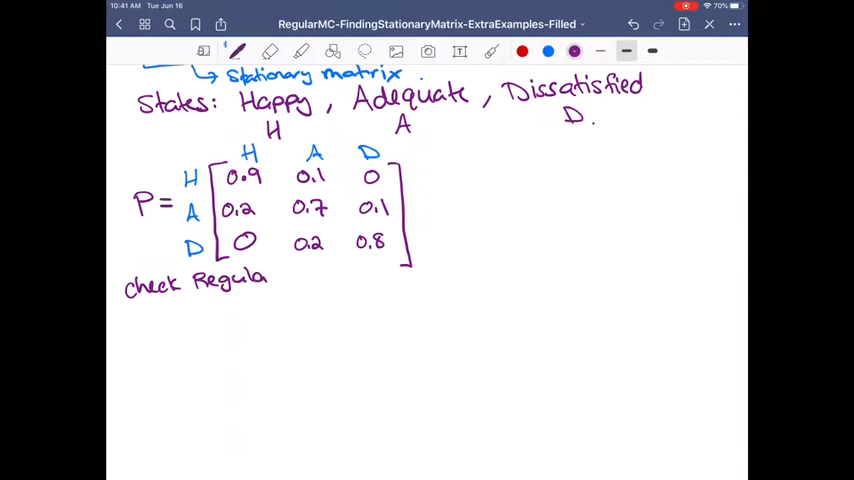 10:41 AM Tue Jun 16
70%
RegularMC-FindingStationaryMatrix-ExtraExamples-Filled
↳ Stationary matrix.
States: Happy, Adequate, Dissatisfied
H A D.
H A D
P = H 0.9 0.1 0
A 0.2 0.7 0.1
D 0 0.2 0.8
check Regula